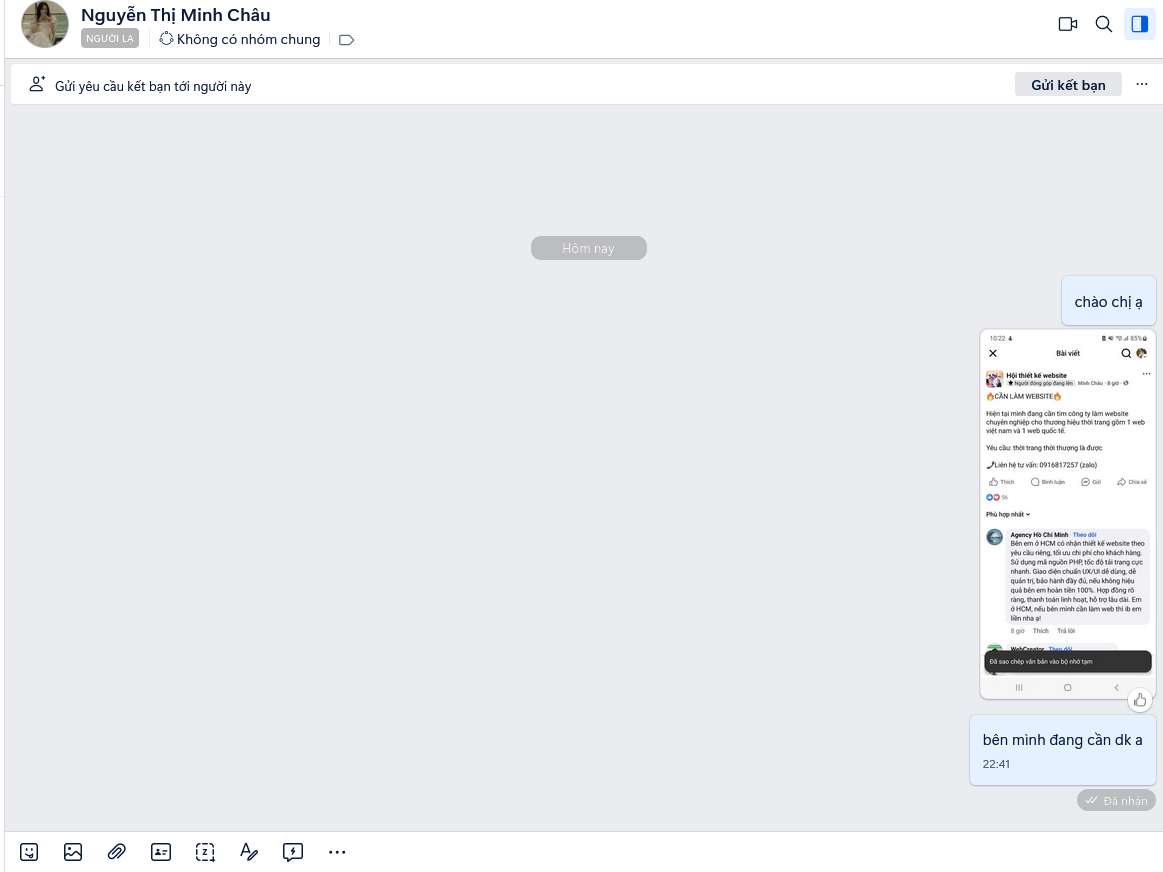 Nguyễn Thị Minh Châu
NGƯỜI LẠ
Không có nhóm chung
Gửi yêu cầu kết bạn tới người này
Gửi kết bạn
Hôm nay
chào chị ạ
10:22
85%
Bài viết
Hội thiết kế website
Người đóng góp đang lên Minh Châu · 8 giờ ·
🔥CẦN LÀM WEBSITE🔥
Hiện tại mình đang cần tìm công ty làm website
chuyên nghiệp cho thương hiệu thời trang gồm 1 web
việt nam và 1 web quốc tế.
Yêu cầu: thời trang thời thượng là được
Liên hệ tư vấn: 0916817257 (zalo)
Thích
Bình luận
Gửi
Chia sẻ
56
Phù hợp nhất
Agency Hồ Chí Minh · Theo dõi
Bên em ở HCM có nhận thiết kế website theo
yêu cầu riêng, tối ưu chi phí cho khách hàng.
Sử dụng mã nguồn PHP, tốc độ tải trang cực
nhanh. Giao diện chuẩn UX/UI dễ dùng, dễ
quản trị, bảo hành đầy đủ, nếu không hiệu
quả bên em hoàn tiền 100%. Hợp đồng rõ
ràng, thanh toán linh hoạt, hỗ trợ lâu dài. Em
ở HCM, nếu bên mình cần làm web thì ib em
liền nha ạ!
8 giờ Thích Trả lời
WebCreator · Theo dõi
Đã sao chép văn bản vào bộ nhớ tạm
bên mình đang cần dk a
22:41
Đã nhận